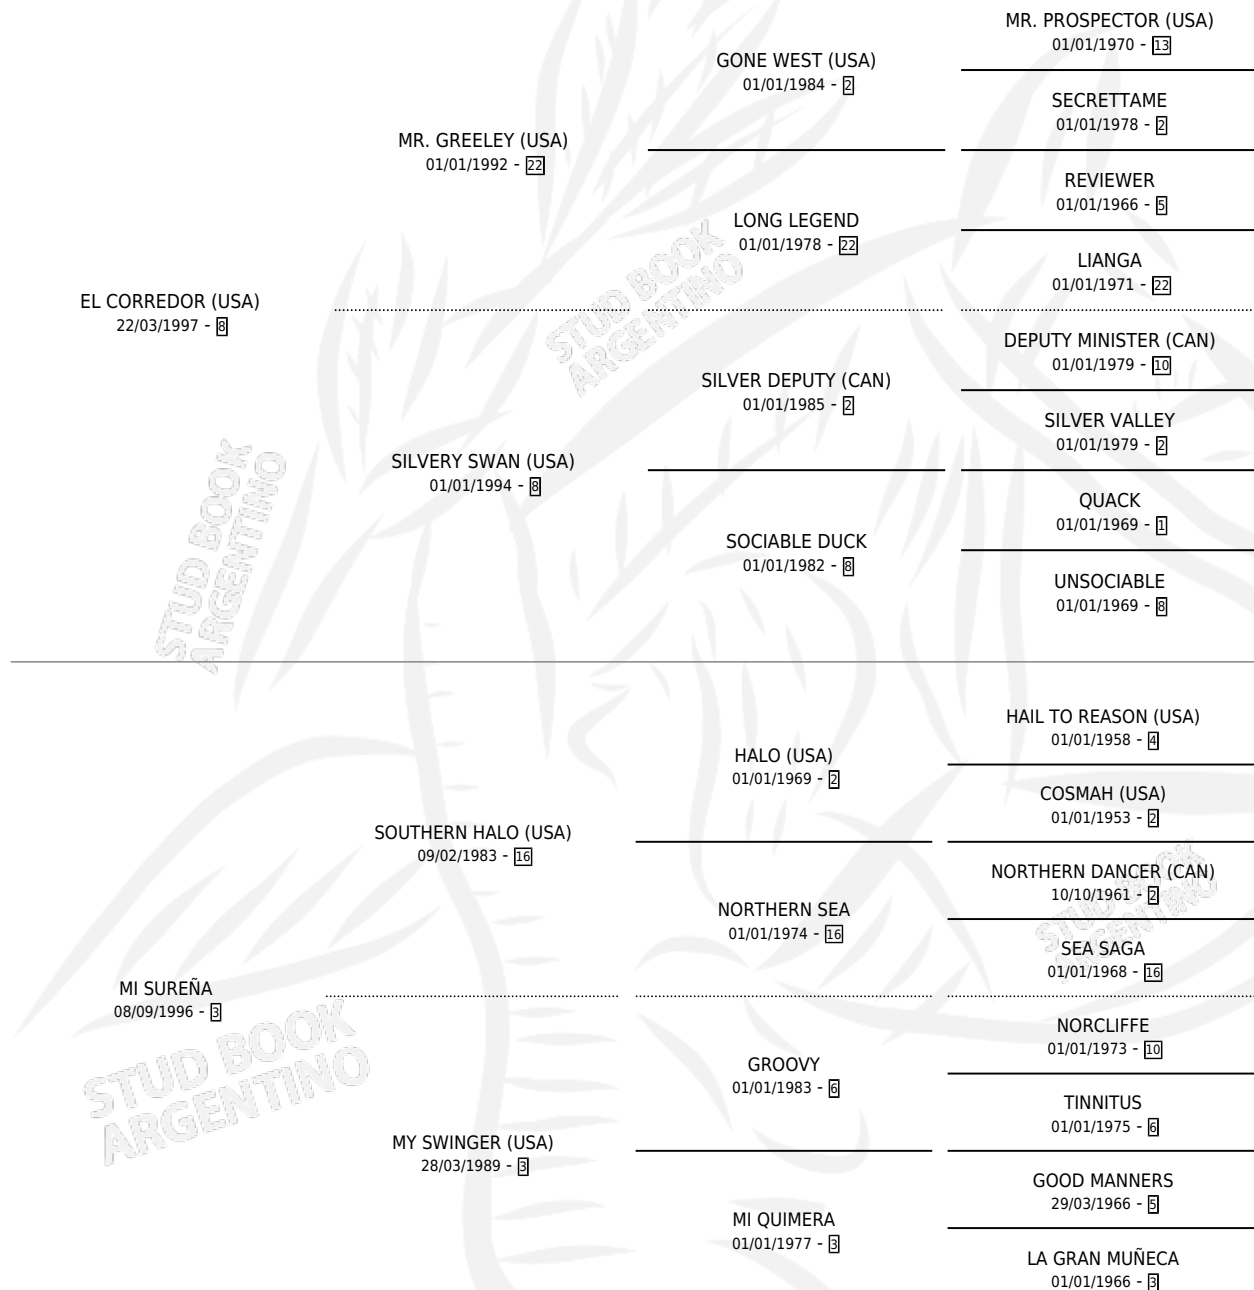 MR. PROSPECTOR (USA)
01/01/1970 - 13
GONE WEST (USA)
01/01/1984 - 2
SECRETTAME
01/01/1978 - 2
MR. GREELEY (USA)
01/01/1992 - 22
REVIEWER
01/01/1966 - 5
LONG LEGEND
01/01/1978 - 22
LIANGA
01/01/1971 - 22
EL CORREDOR (USA)
22/03/1997 - 8
DEPUTY MINISTER (CAN)
01/01/1979 - 10
SILVER DEPUTY (CAN)
01/01/1985 - 2
SILVER VALLEY
01/01/1979 - 2
SILVERY SWAN (USA)
01/01/1994 - 8
QUACK
01/01/1969 - 1
SOCIABLE DUCK
01/01/1982 - 8
UNSOCIABLE
01/01/1969 - 8
HAIL TO REASON (USA)
01/01/1958 - 4
HALO (USA)
01/01/1969 - 2
COSMAH (USA)
01/01/1953 - 2
SOUTHERN HALO (USA)
09/02/1983 - 16
NORTHERN DANCER (CAN)
10/10/1961 - 2
NORTHERN SEA
01/01/1974 - 16
SEA SAGA
01/01/1968 - 16
MI SUREÑA
08/09/1996 - 3
NORCLIFFE
01/01/1973 - 10
GROOVY
01/01/1983 - 6
TINNITUS
01/01/1975 - 6
MY SWINGER (USA)
28/03/1989 - 3
GOOD MANNERS
29/03/1966 - 5
MI QUIMERA
01/01/1977 - 3
LA GRAN MUÑECA
01/01/1966 - 3
STUD BOOK
ARGENTINO
STUD BOOK
ARGENTINO
STUD BOOK
ARGENTINO
STUD BOOK
ARGENTINO